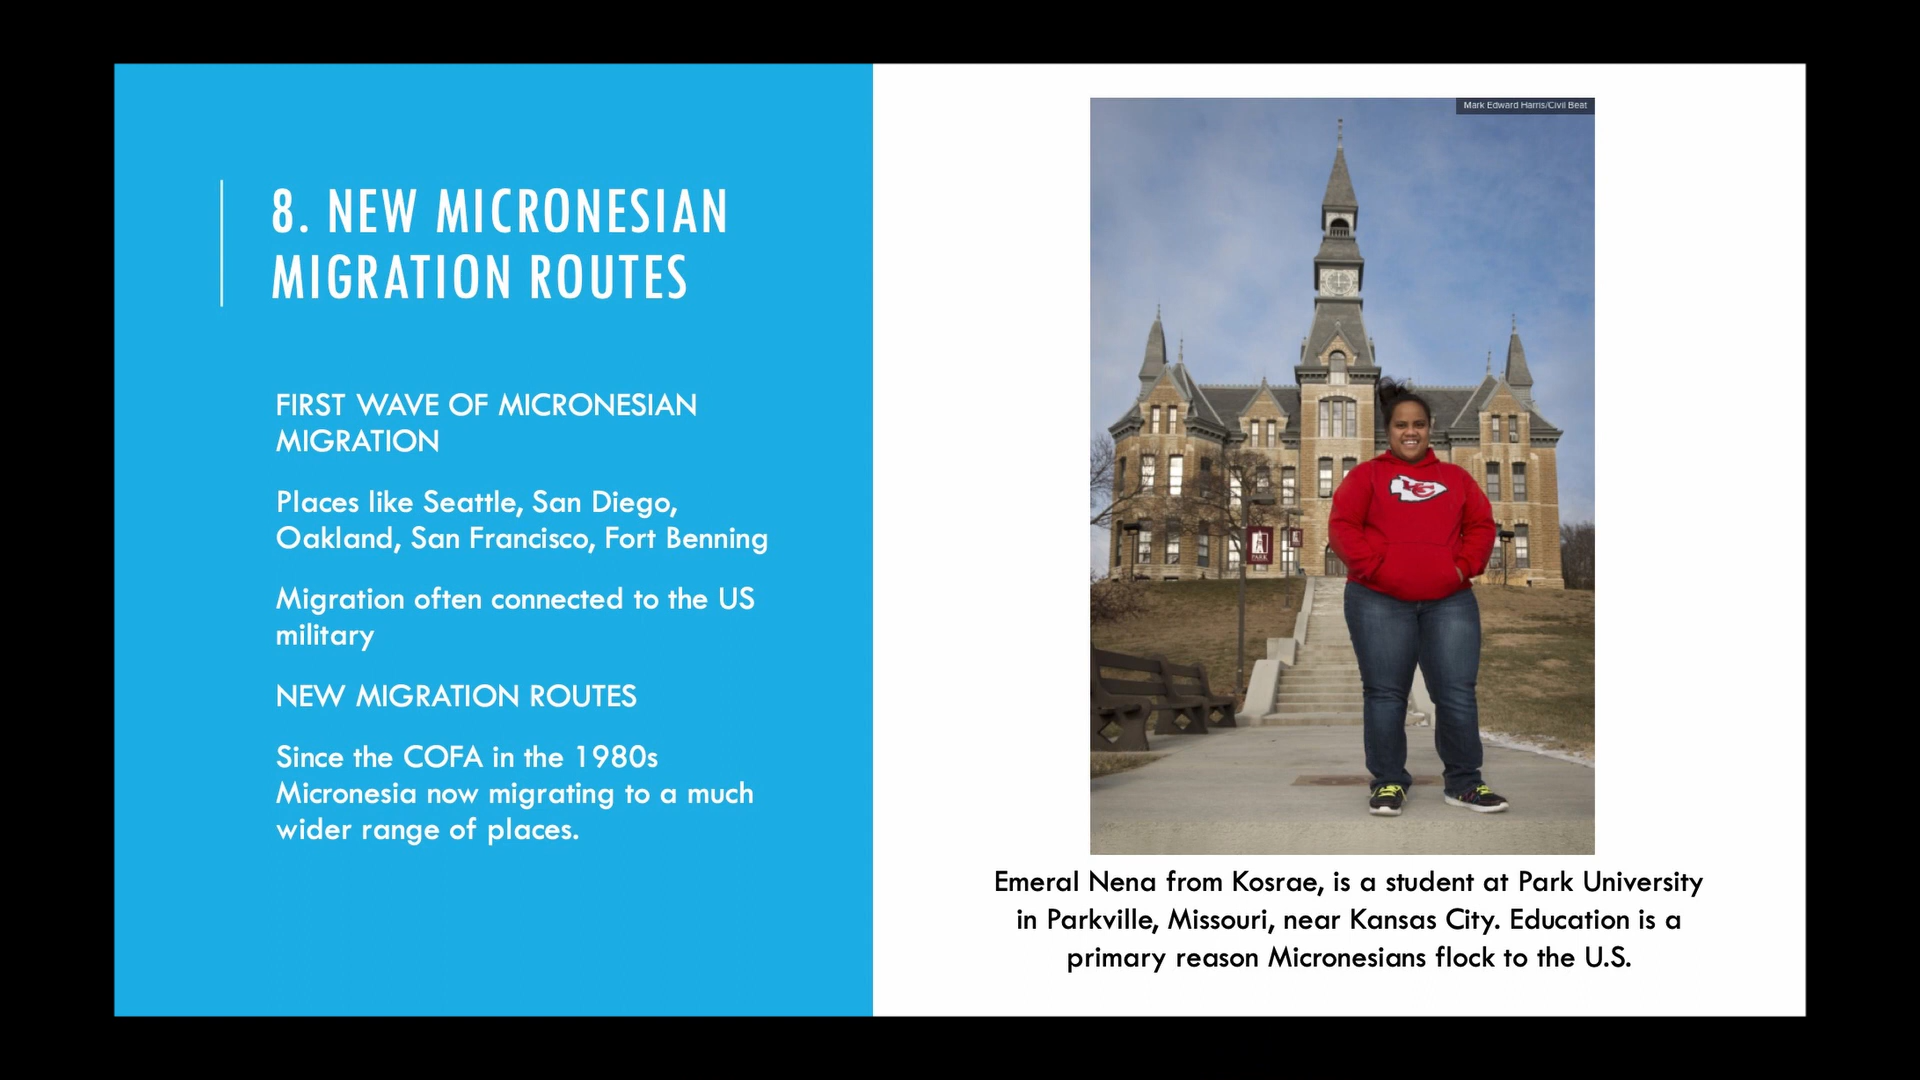 8. NEW MICRONESIAN
MIGRATION ROUTES
FIRST WAVE OF MICRONESIAN
MIGRATION
Places like Seattle, San Diego,
Oakland, San Francisco, Fort Benning
Migration often connected to the US
military
NEW MIGRATION ROUTES
Since the COFA in the 1980s
Micronesia now migrating to a much
wider range of places.
Mark Edward Harris/Civil Beat
KC
PARK
Emeral Nena from Kosrae, is a student at Park University
in Parkville, Missouri, near Kansas City. Education is a
primary reason Micronesians flock to the U.S.